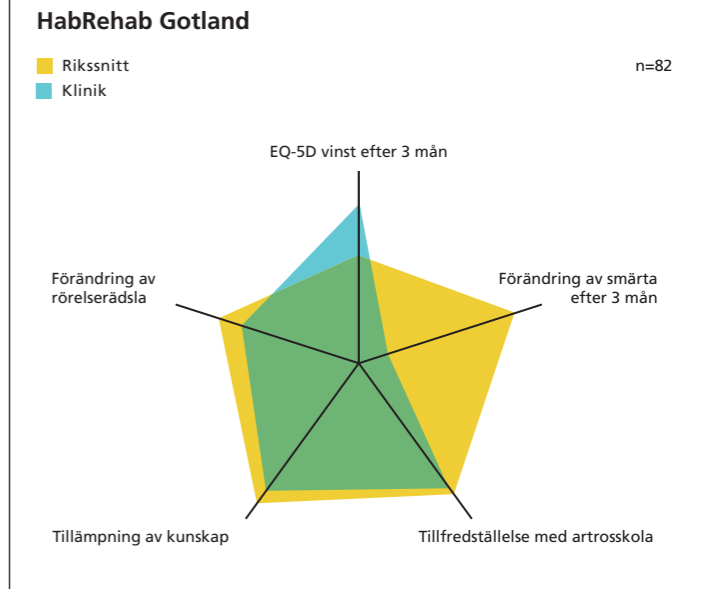 HabRehab Gotland
Rikssnitt
n=82
Klinik
EQ-5D vinst efter 3 mån
Förändring av
rörelserädsla
Förändring av smärta
efter 3 mån
Tillämpning av kunskap
Tillfredställelse med artrosskola